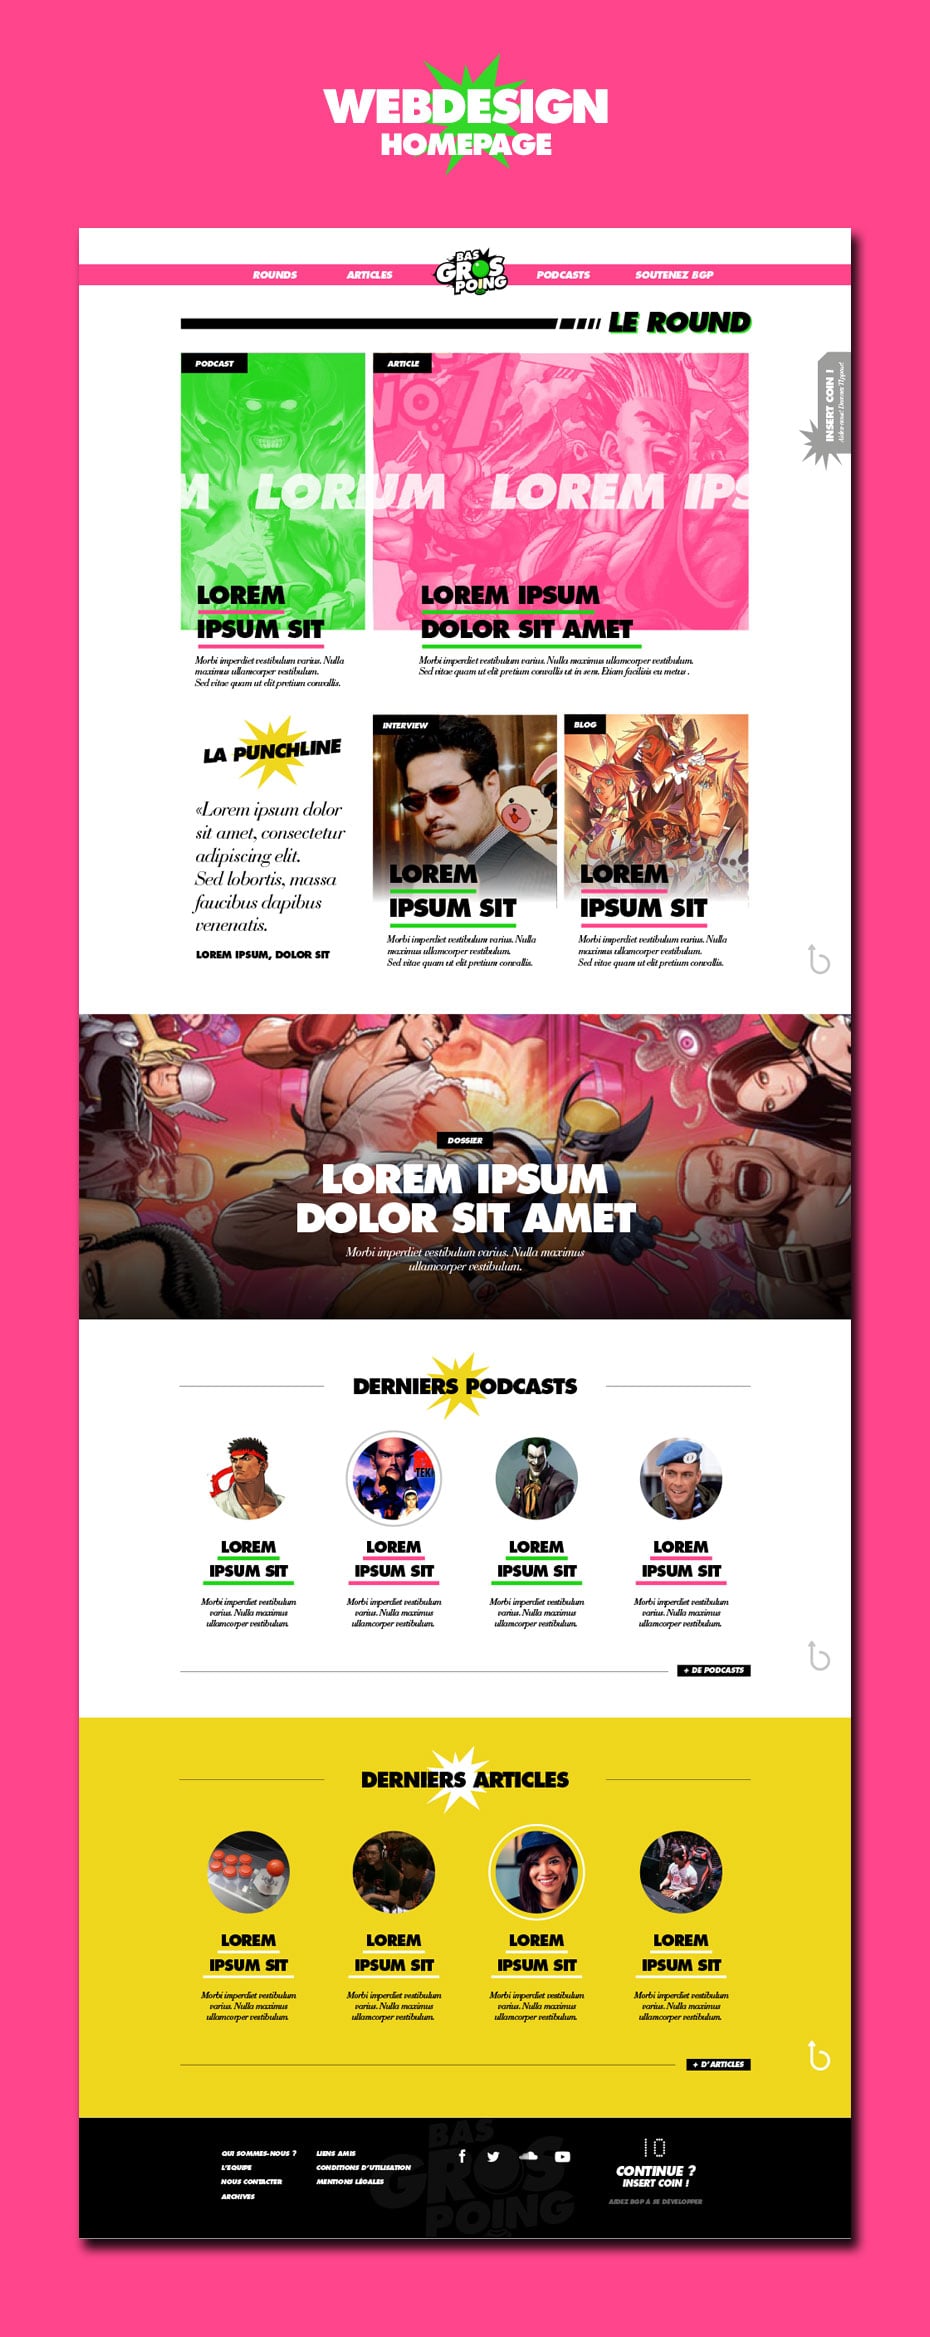 WEBDESIGN
HOMEPAGE
ROUNDS
ARTICLES
BAS
GROS
POING
PODCASTS
SOUTENEZ BGP
LE ROUND
INSERT COIN !
PODCAST
ARTICLE
NO.1
M LORI
UM LOREM IPS
LOREM
IPSUM SIT
Morbi imperdiet vestibulum varius. Nulla
maximus ullamcorper vestibulum.
Sed vitae quam ut elit pretium convallis.
LOREM IPSUM
DOLOR SIT AMET
Morbi imperdiet vestibulum varius. Nulla maximus ullamcorper vestibulum.
Sed vitae quam ut elit pretium convallis ut in sem. Etiam facilisis eu metus .
LA PUNCHLINE
«Lorem ipsum dolor
sit amet, consectetur
adipiscing elit.
Sed lobortis, massa
faucibus dapibus
venenatis.
LOREM IPSUM, DOLOR SIT
INTERVIEW
LOREM
IPSUM SIT
Morbi imperdiet vestibulum varius. Nulla
maximus ullamcorper vestibulum.
Sed vitae quam ut elit pretium convallis.
BLOG
LOREM
IPSUM SIT
Morbi imperdiet vestibulum varius. Nulla
maximus ullamcorper vestibulum.
Sed vitae quam ut elit pretium convallis.
DOSSIER
LOREM IPSUM
DOLOR SIT AMET
Morbi imperdiet vestibulum varius. Nulla maximus
ullamcorper vestibulum.
DERNIERS PODCASTS
TEK
LOREM
IPSUM SIT
Morbi imperdiet vestibulum
varius. Nulla maximus
ullamcorper vestibulum.
LOREM
IPSUM SIT
Morbi imperdiet vestibulum
varius. Nulla maximus
ullamcorper vestibulum.
LOREM
IPSUM SIT
Morbi imperdiet vestibulum
varius. Nulla maximus
ullamcorper vestibulum.
LOREM
IPSUM SIT
Morbi imperdiet vestibulum
varius. Nulla maximus
ullamcorper vestibulum.
+ DE PODCASTS
DERNIERS ARTICLES
LOREM
IPSUM SIT
Morbi imperdiet vestibulum
varius. Nulla maximus
ullamcorper vestibulum.
LOREM
IPSUM SIT
Morbi imperdiet vestibulum
varius. Nulla maximus
ullamcorper vestibulum.
LOREM
IPSUM SIT
Morbi imperdiet vestibulum
varius. Nulla maximus
ullamcorper vestibulum.
LOREM
IPSUM SIT
Morbi imperdiet vestibulum
varius. Nulla maximus
ullamcorper vestibulum.
+ D'ARTICLES
QUI SOMMES-NOUS ?
L'EQUIPE
NOUS CONTACTER
ARCHIVES
LIENS AMIS
CONDITIONS D'UTILISATION
MENTIONS LÉGALES
BAS
GROS
POING
10
CONTINUE ?
INSERT COIN !
AIDEZ BGP A SE DÉVELOPPER